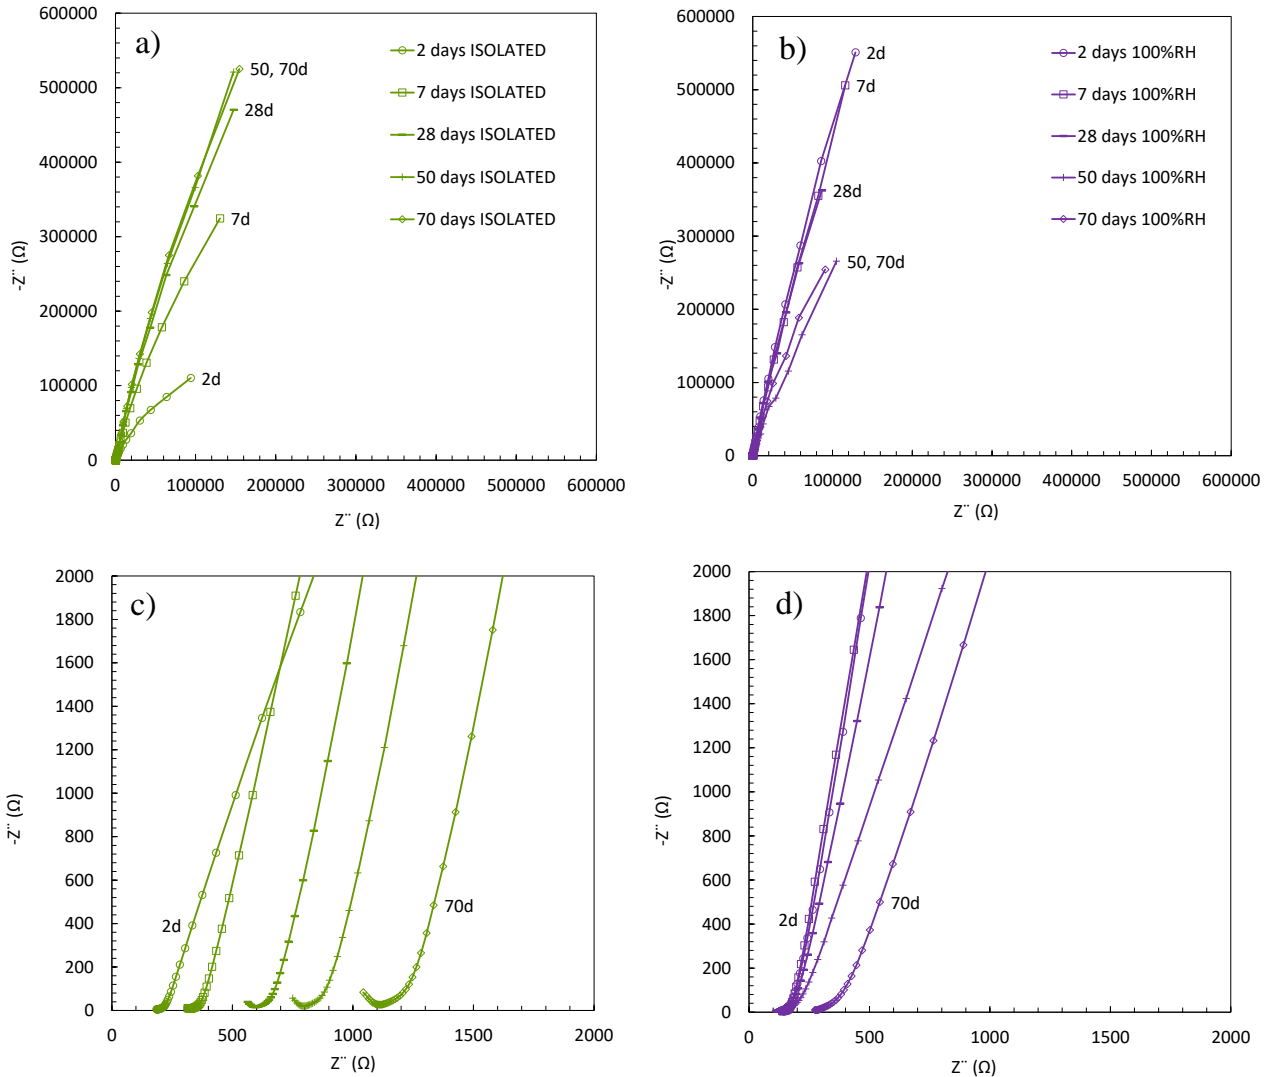 a)
600000
500000
400000
300000
200000
100000
0
-Z¨ (Ω)
2 days ISOLATED
7 days ISOLATED
28 days ISOLATED
50 days ISOLATED
70 days ISOLATED
50, 70d
28d
7d
2d
0 100000 200000 300000 400000 500000 600000
Z¨ (Ω)
b)
600000
500000
400000
300000
200000
100000
0
-Z¨ (Ω)
2 days 100%RH
7 days 100%RH
28 days 100%RH
50 days 100%RH
70 days 100%RH
2d
7d
28d
50, 70d
0 100000 200000 300000 400000 500000 600000
Z¨ (Ω)
c)
2000
1800
1600
1400
1200
1000
800
600
400
200
0
-Z¨ (Ω)
2d
70d
0 500 1000 1500 2000
Z¨ (Ω)
d)
2000
1800
1600
1400
1200
1000
800
600
400
200
0
-Z¨ (Ω)
2d
70d
0 500 1000 1500 2000
Z¨ (Ω)